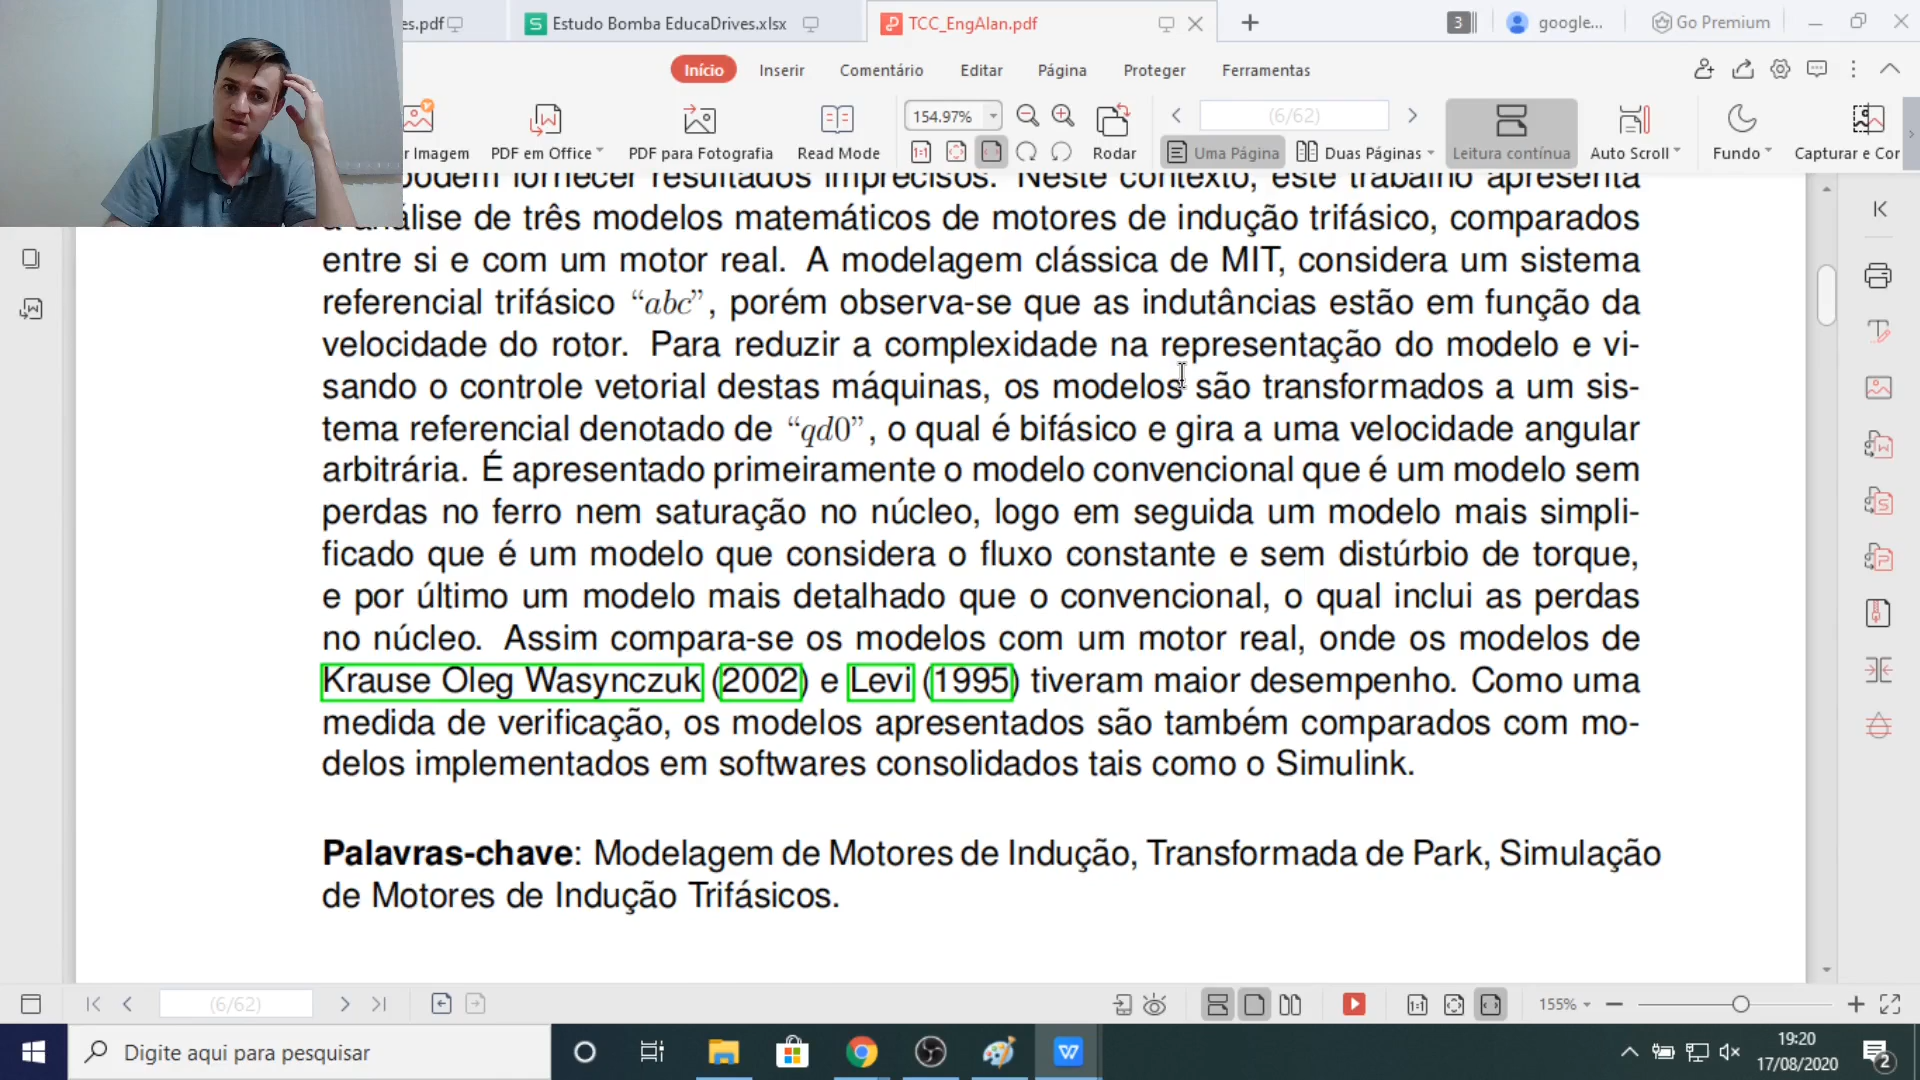 es.pdf
Estudo Bomba EducaDrives.xlsx
TCC_EngAlan.pdf
3
google...
Go Premium
Início
Inserir
Comentário
Editar
Página
Proteger
Ferramentas
r Imagem
PDF em Office
PDF para Fotografia
Read Mode
154.97%
Rodar
(6/62)
Uma Página
Duas Páginas
Leitura contínua
Auto Scroll
Fundo
Capturar e Cor
podem fornecer resultados imprecisos. Neste contexto, este trabalho apresenta
a análise de três modelos matemáticos de motores de indução trifásico, comparados
entre si e com um motor real. A modelagem clássica de MIT, considera um sistema
referencial trifásico “abc”, porém observa-se que as indutâncias estão em função da
velocidade do rotor. Para reduzir a complexidade na representação do modelo e vi-
sando o controle vetorial destas máquinas, os modelos são transformados a um sis-
tema referencial denotado de “qd0”, o qual é bifásico e gira a uma velocidade angular
arbitrária. É apresentado primeiramente o modelo convencional que é um modelo sem
perdas no ferro nem saturação no núcleo, logo em seguida um modelo mais simpli-
ficado que é um modelo que considera o fluxo constante e sem distúrbio de torque,
e por último um modelo mais detalhado que o convencional, o qual inclui as perdas
no núcleo. Assim compara-se os modelos com um motor real, onde os modelos de
Krause Oleg Wasynczuk (2002) e Levi (1995) tiveram maior desempenho. Como uma
medida de verificação, os modelos apresentados são também comparados com mo-
delos implementados em softwares consolidados tais como o Simulink.
Palavras-chave: Modelagem de Motores de Indução, Transformada de Park, Simulação
de Motores de Indução Trifásicos.
(6/62)
155%
Digite aqui para pesquisar
19:20
17/08/2020
2